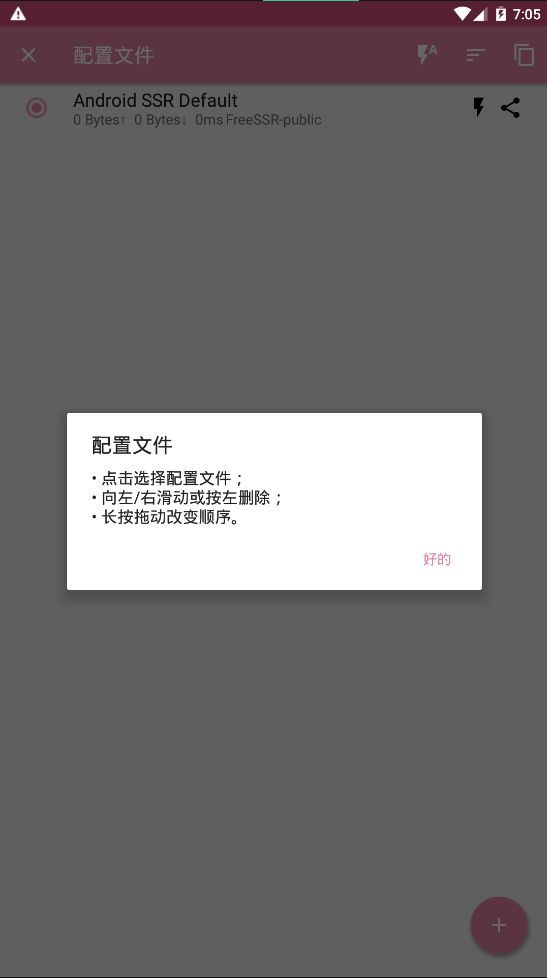 7:05
配置文件
A
Android SSR Default
0 Bytes↑ 0 Bytes↓ 0ms FreeSSR-public
配置文件
• 点击选择配置文件；
• 向左/右滑动或按左删除；
• 长按拖动改变顺序。
好的